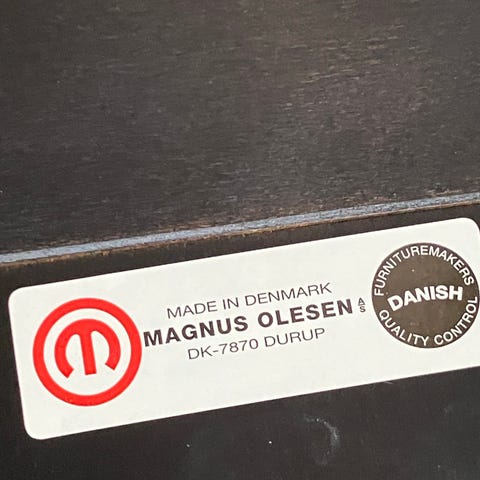 MADE IN DENMARK
MAGNUS OLESEN A/S
DK-7870 DURUP
FURNITUREMAKERS
DANISH
QUALITY CONTROL